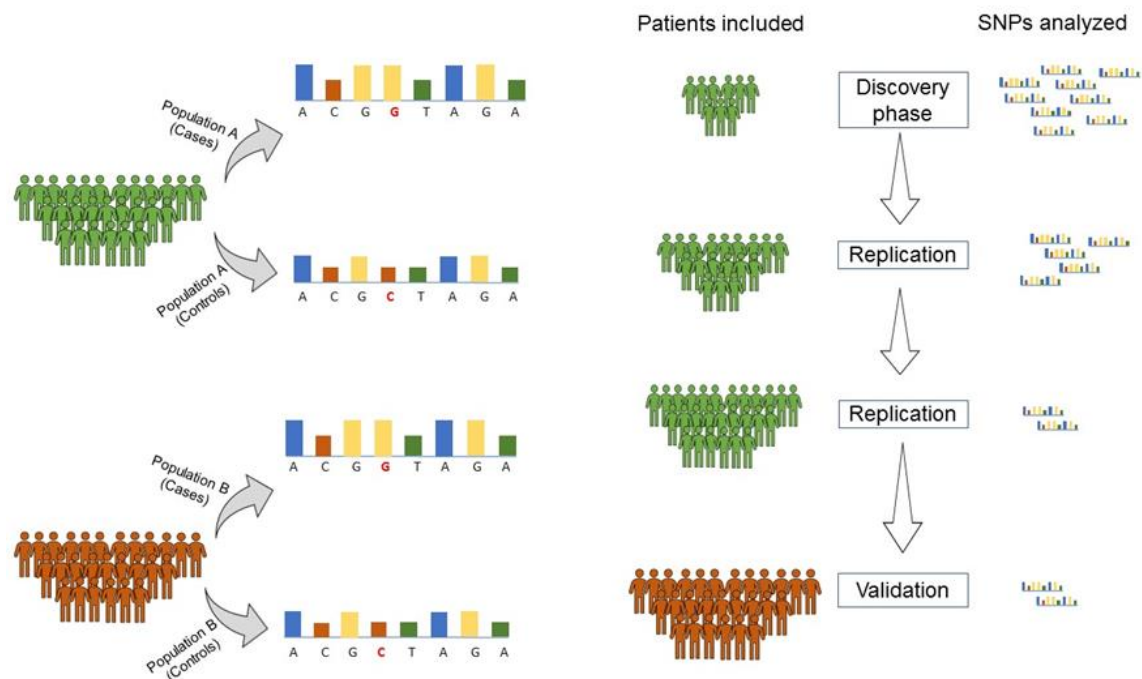 Patients included
SNPs analyzed
Population A
(Cases)
A C G G T A G A
Population A
(Controls)
A C G C T A G A
Population B
(Cases)
A C G G T A G A
Population B
(Controls)
A C G C T A G A
Discovery
phase
Replication
Replication
Validation